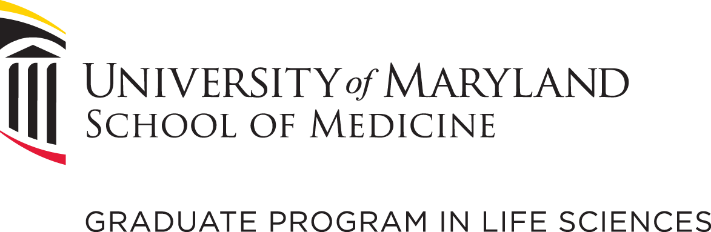 UNIVERSITY of MARYLAND
SCHOOL OF MEDICINE
GRADUATE PROGRAM IN LIFE SCIENCES